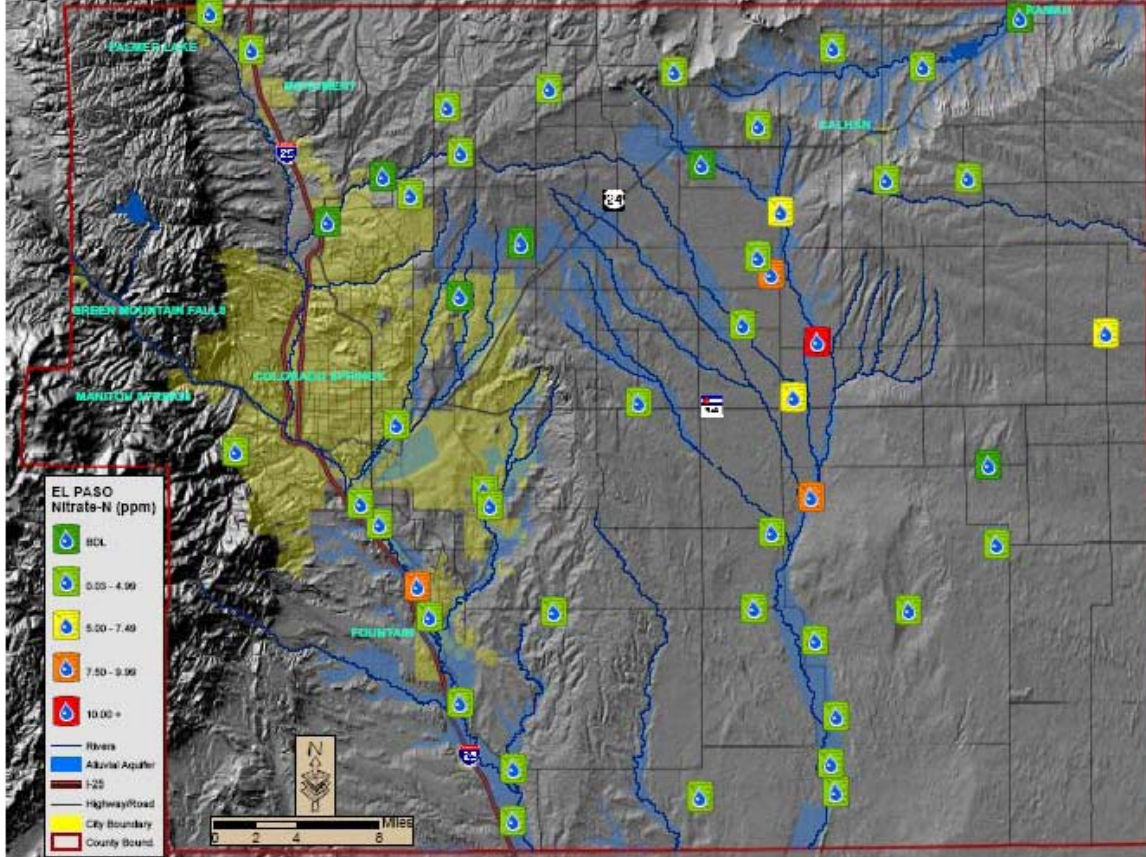 RAMAH
PALMER LAKE
MONUMENT
CALHAN
25
24
GREEN MOUNTAIN FALLS
COLORADO SPRINGS
MANITOU SPRINGS
94
FOUNTAIN
25
EL PASO
Nitrate-N (ppm)
BDL
0.03 - 4.99
5.00 - 7.49
7.50 - 9.99
10.00 +
Rivers
Alluvial Aquifer
I-25
Highway/Road
City Boundary
County Bound.
N
Miles
0 2 4 8